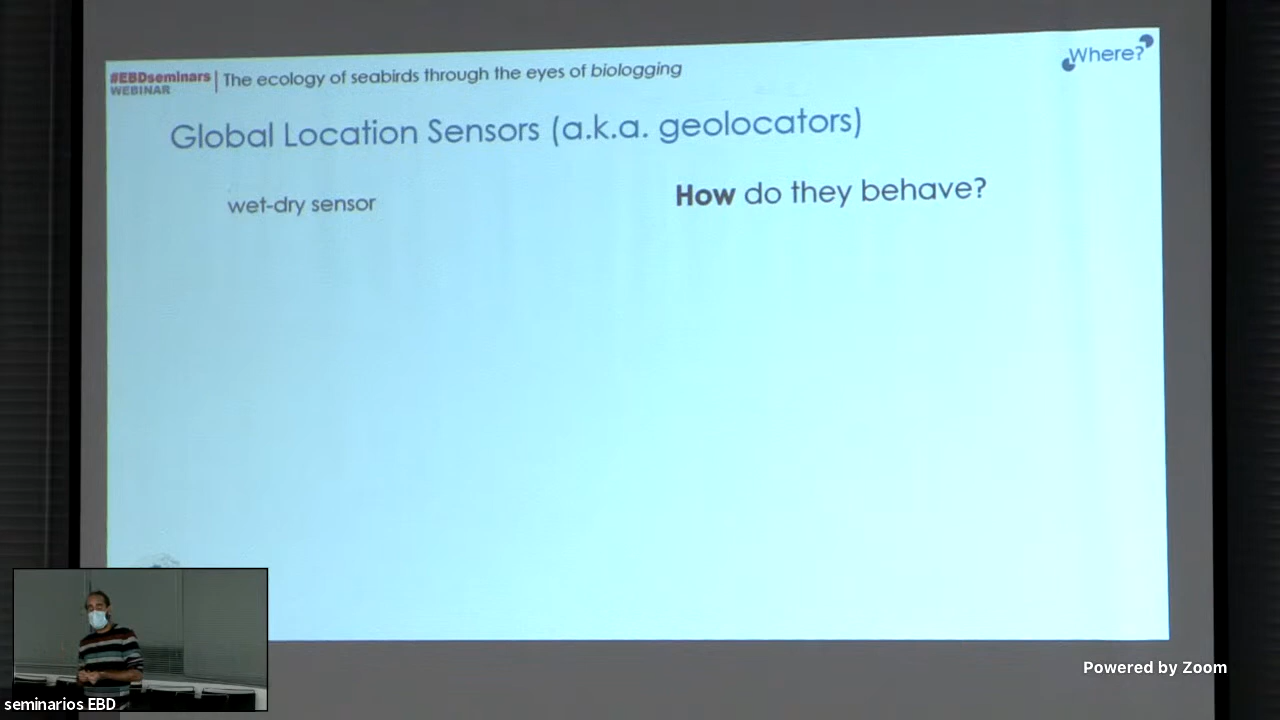 #EBDseminars
WEBINAR
The ecology of seabirds through the eyes of biologging
Where?
Global Location Sensors (a.k.a. geolocators)
wet-dry sensor
How do they behave?
Powered by Zoom
seminarios EBD